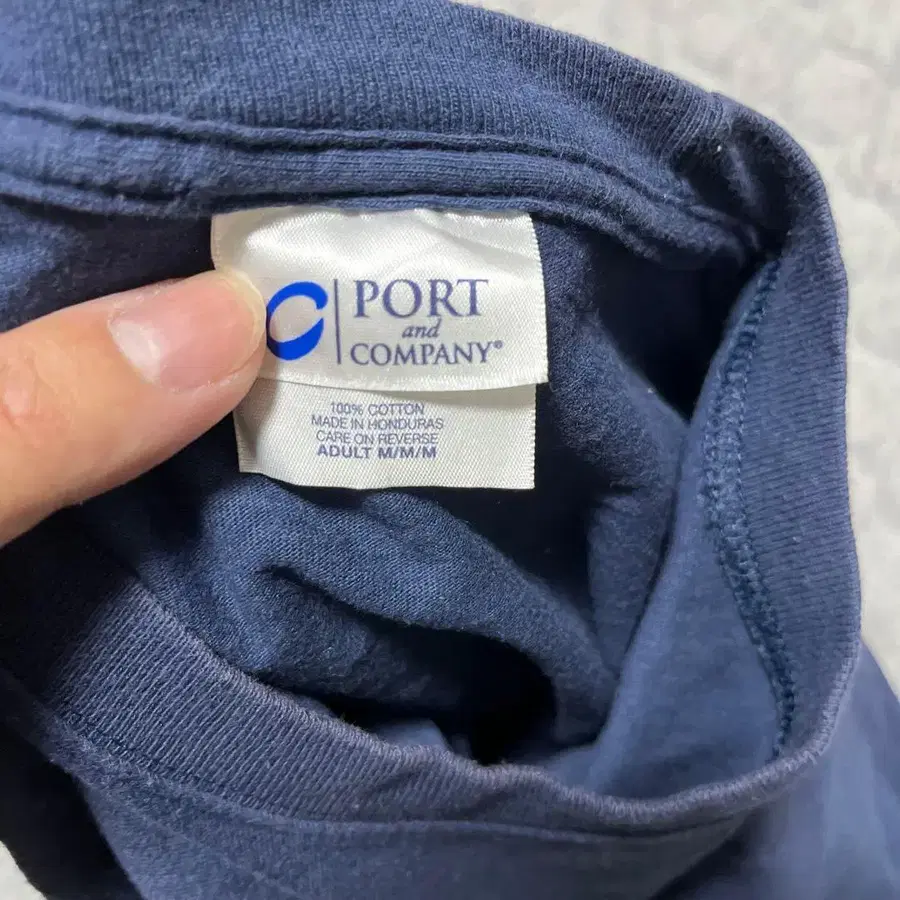 PORT
and
COMPANY®
100% COTTON
MADE IN HONDURAS
CARE ON REVERSE
ADULT M/M/M